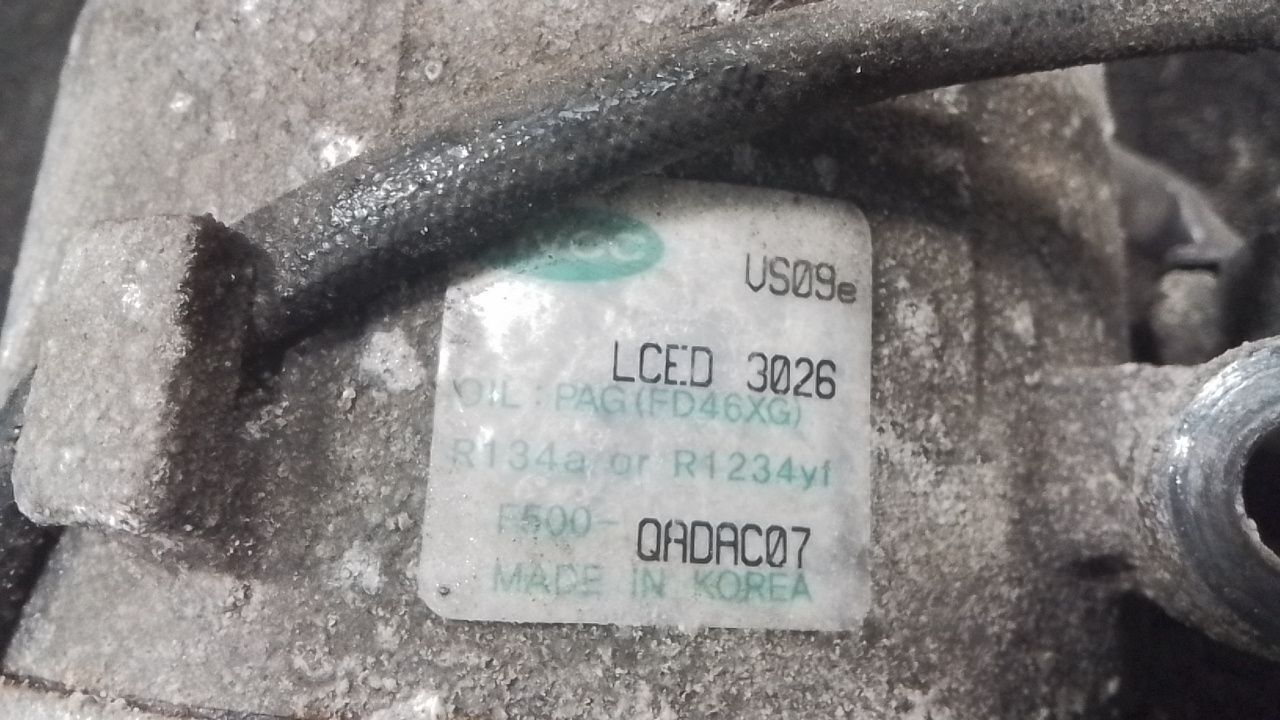 VS09e
LCED 3026
OIL : PAG(FD46XG)
R134a or R1234yf
F500- QADAC07
MADE IN KOREA